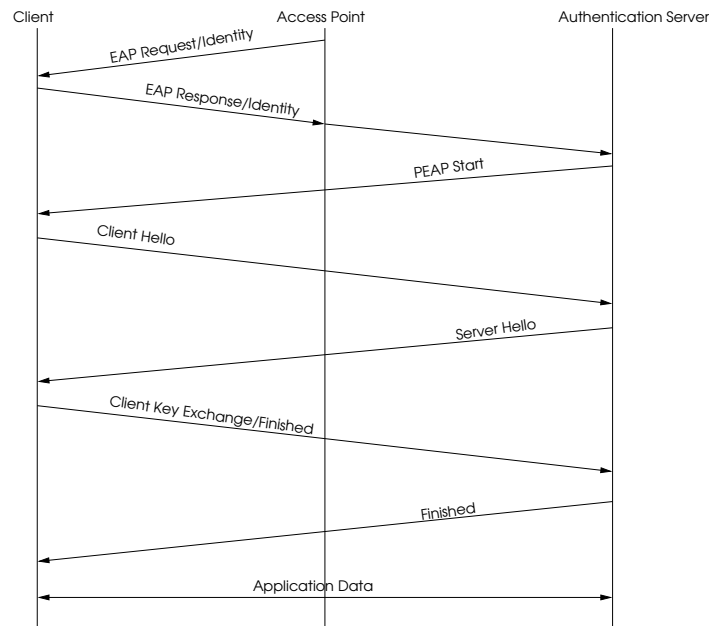 Client Access Point Authentication Server
EAP Request/Identity
EAP Response/Identity
PEAP Start
Client Hello
Server Hello
Client Key Exchange/Finished
Finished
Application Data